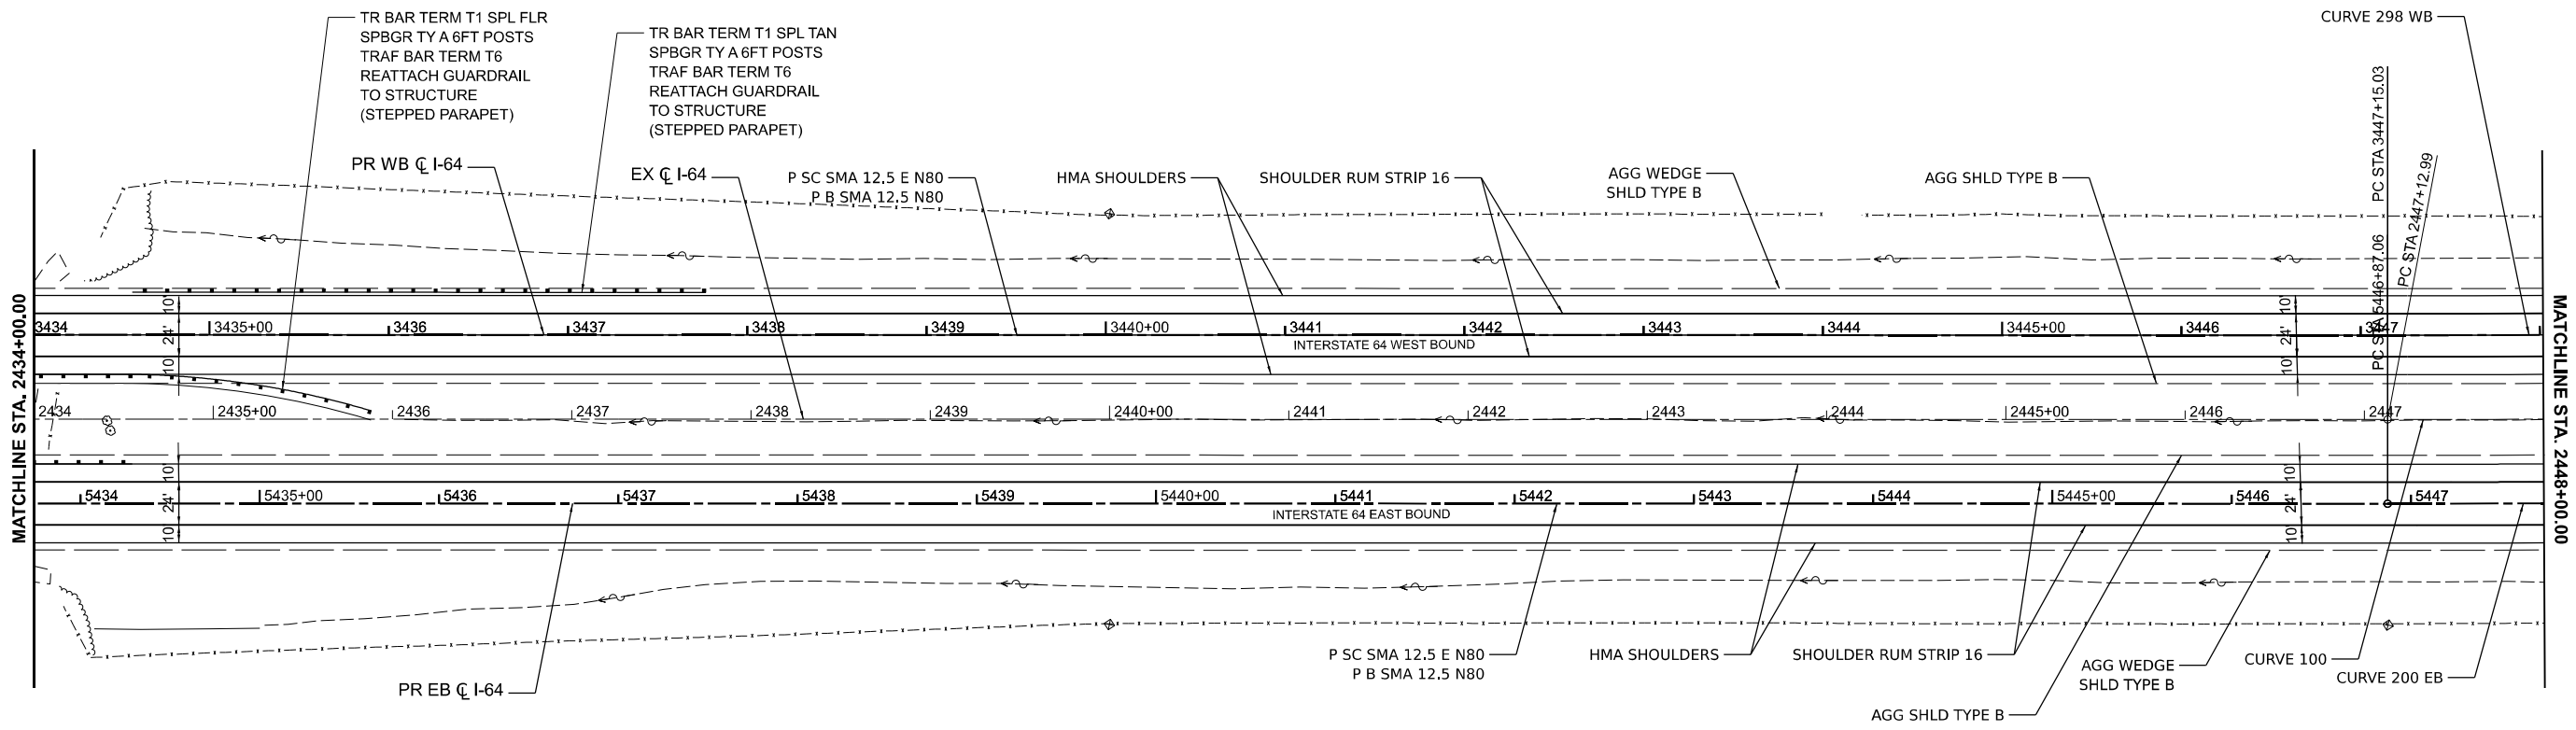 TR BAR TERM T1 SPL FLR
SPBGR TY A 6FT POSTS
TRAF BAR TERM T6
REATTACH GUARDRAIL
TO STRUCTURE
(STEPPED PARAPET)
TR BAR TERM T1 SPL TAN
SPBGR TY A 6FT POSTS
TRAF BAR TERM T6
REATTACH GUARDRAIL
TO STRUCTURE
(STEPPED PARAPET)
CURVE 298 WB
PR WB ℄ I-64
EX ℄ I-64
P SC SMA 12.5 E N80
P B SMA 12.5 N80
HMA SHOULDERS
SHOULDER RUM STRIP 16
AGG WEDGE
SHLD TYPE B
AGG SHLD TYPE B
PC STA 3447+15.03
PC STA 5446+87.06
PC STA 2447+12.99
MATCHLINE STA. 2434+00.00
MATCHLINE STA. 2448+00.00
10'
24'
10'
10'
24'
10'
3434 3435+00 3436 3437 3438 3439 3440+00 3441 3442 3443 3444 3445+00 3446 3447
INTERSTATE 64 WEST BOUND
2434 2435+00 2436 2437 2438 2439 2440+00 2441 2442 2443 2444 2445+00 2446 2447
10'
24'
10'
10'
24'
10'
5434 5435+00 5436 5437 5438 5439 5440+00 5441 5442 5443 5444 5445+00 5446 5447
INTERSTATE 64 EAST BOUND
PR EB ℄ I-64
P SC SMA 12.5 E N80
P B SMA 12.5 N80
HMA SHOULDERS
SHOULDER RUM STRIP 16
AGG WEDGE
SHLD TYPE B
CURVE 100
CURVE 200 EB
AGG SHLD TYPE B